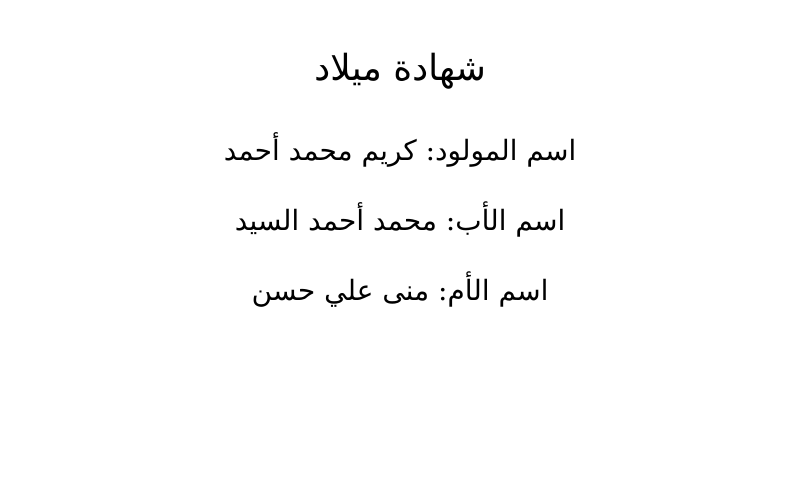 شهادة ميلاد
اسم المولود: كريم محمد أحمد
اسم الأب: محمد أحمد السيد
اسم الأم: منى علي حسن